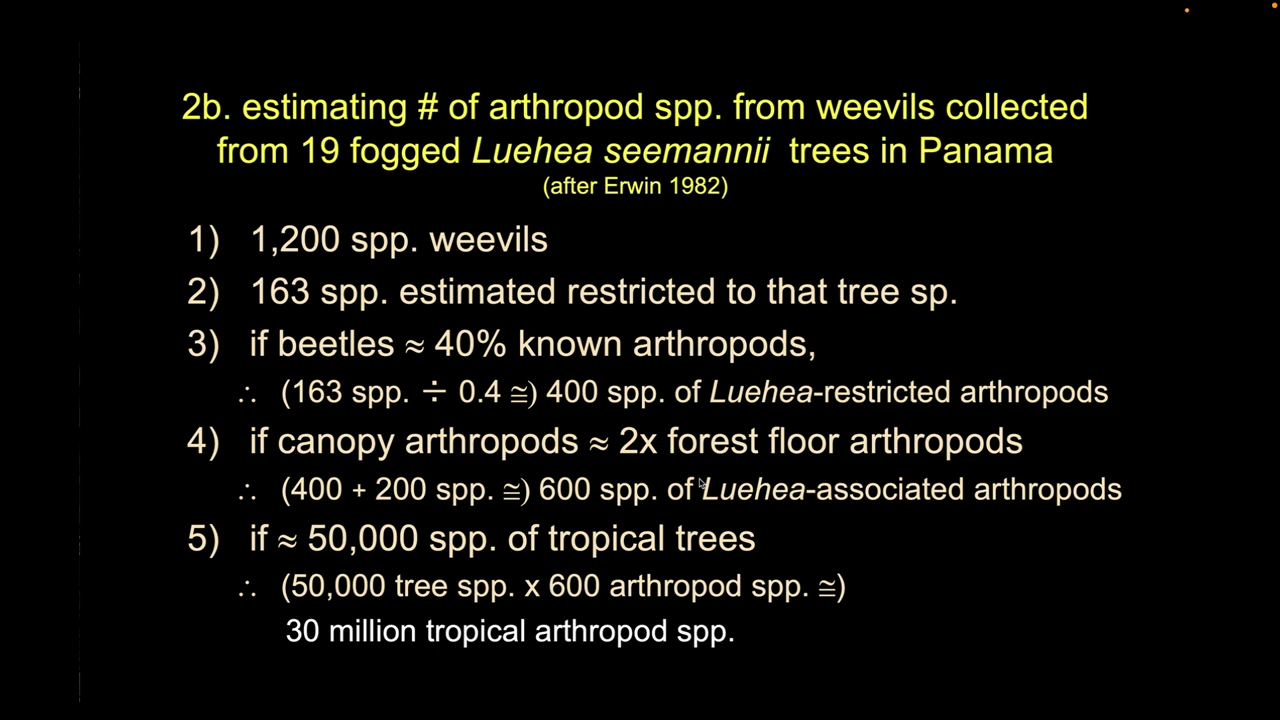 2b. estimating # of arthropod spp. from weevils collected
from 19 fogged Luehea seemannii trees in Panama
(after Erwin 1982)
1) 1,200 spp. weevils
2) 163 spp. estimated restricted to that tree sp.
3) if beetles ≈ 40% known arthropods,
∴ (163 spp. ÷ 0.4 ≅) 400 spp. of Luehea-restricted arthropods
4) if canopy arthropods ≈ 2x forest floor arthropods
∴ (400 + 200 spp. ≅) 600 spp. of Luehea-associated arthropods
5) if ≈ 50,000 spp. of tropical trees
∴ (50,000 tree spp. x 600 arthropod spp. ≅)
30 million tropical arthropod spp.